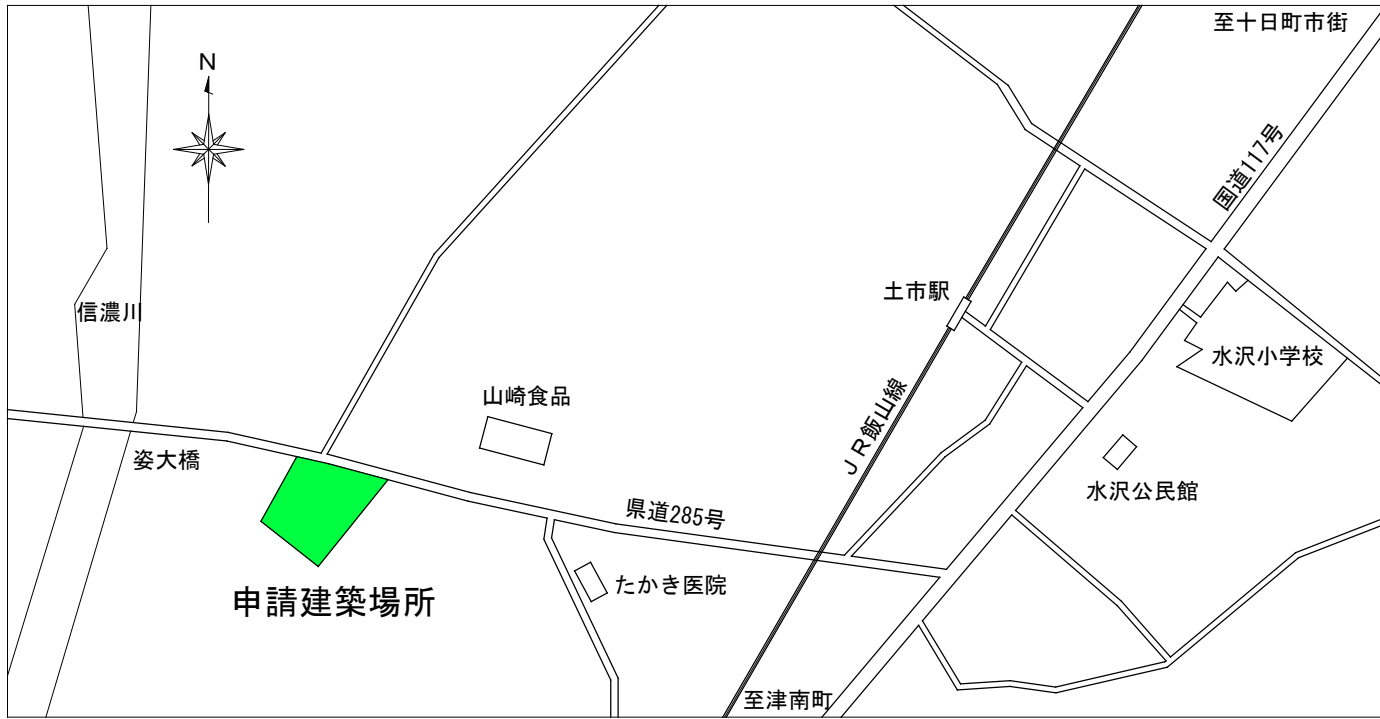 至十日町市街
N
国道117号
土市駅
信濃川
水沢小学校
山崎食品
JR飯山線
姿大橋
水沢公民館
県道285号
たかき医院
申請建築場所
至津南町